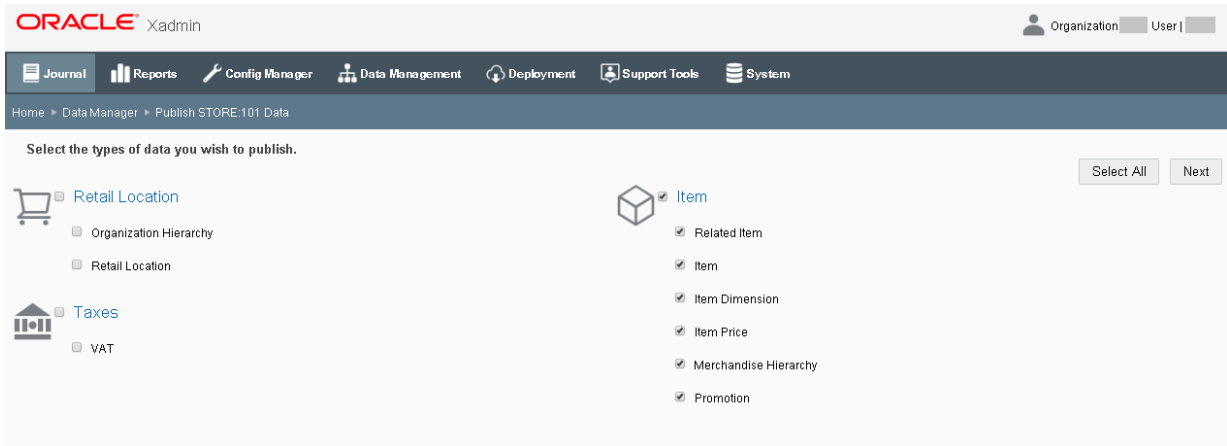 ORACLE® Xadmin
Organization User |
Journal Reports Config Manager Data Management Deployment Support Tools System
Home ▸ Data Manager ▸ Publish STORE:101 Data
Select the types of data you wish to publish.
Select All Next
Retail Location
Organization Hierarchy
Retail Location
Taxes
VAT
Item
Related Item
Item
Item Dimension
Item Price
Merchandise Hierarchy
Promotion